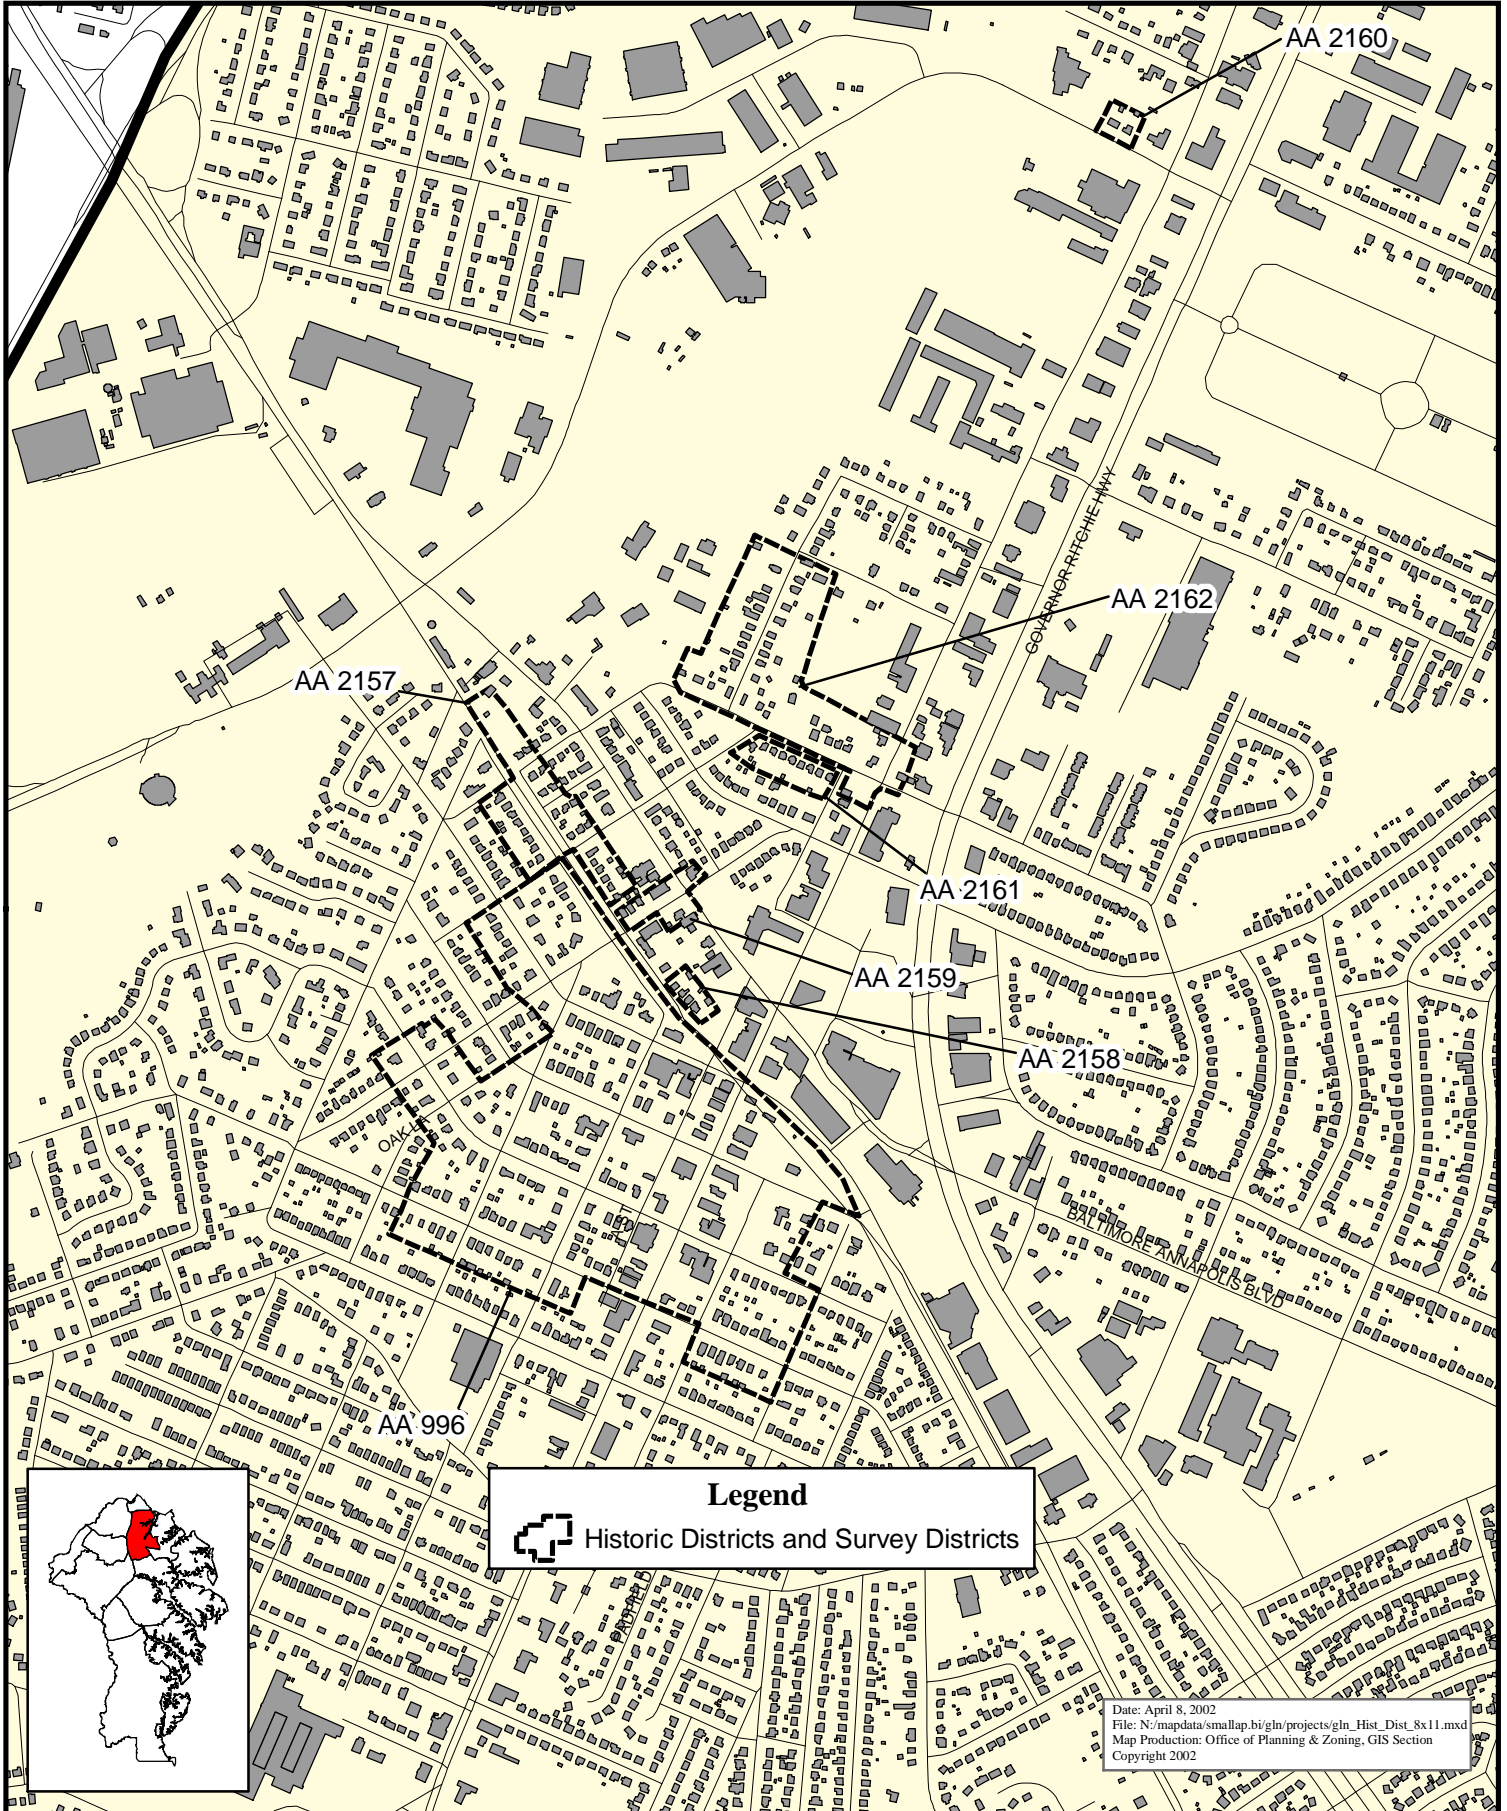 AA 2160
GOVERNOR RITCHIE HWY
AA 2162
AA 2157
AA 2161
AA 2159
AA 2158
OAK
BALTIMORE ANNAPOLIS BLVD
AA 996
Legend
Historic Districts and Survey Districts
Date: April 8, 2002
File: N:/mapdata/smallap.bi/gln/projects/gln_Hist_Dist_8x11.mxd
Map Production: Office of Planning & Zoning, GIS Section
Copyright 2002